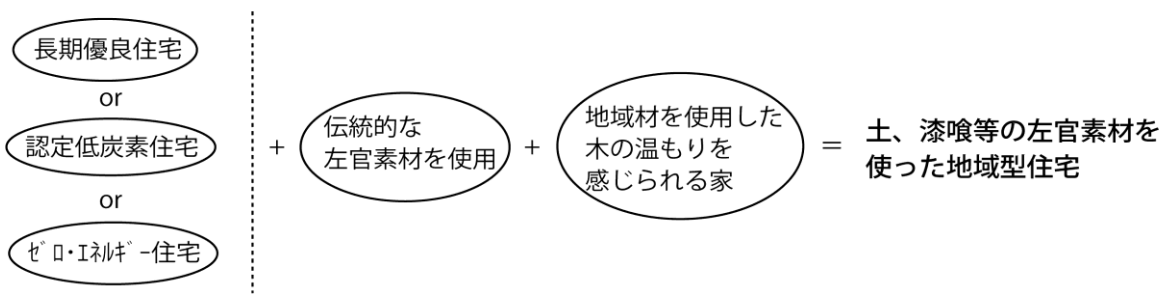 長期優良住宅
or
認定低炭素住宅
or
ｾﾞﾛ・ｴﾈﾙｷﾞｰ住宅
+
伝統的な
左官素材を使用
+
地域材を使用した
木の温もりを
感じられる家
=
土、漆喰等の左官素材を
使った地域型住宅